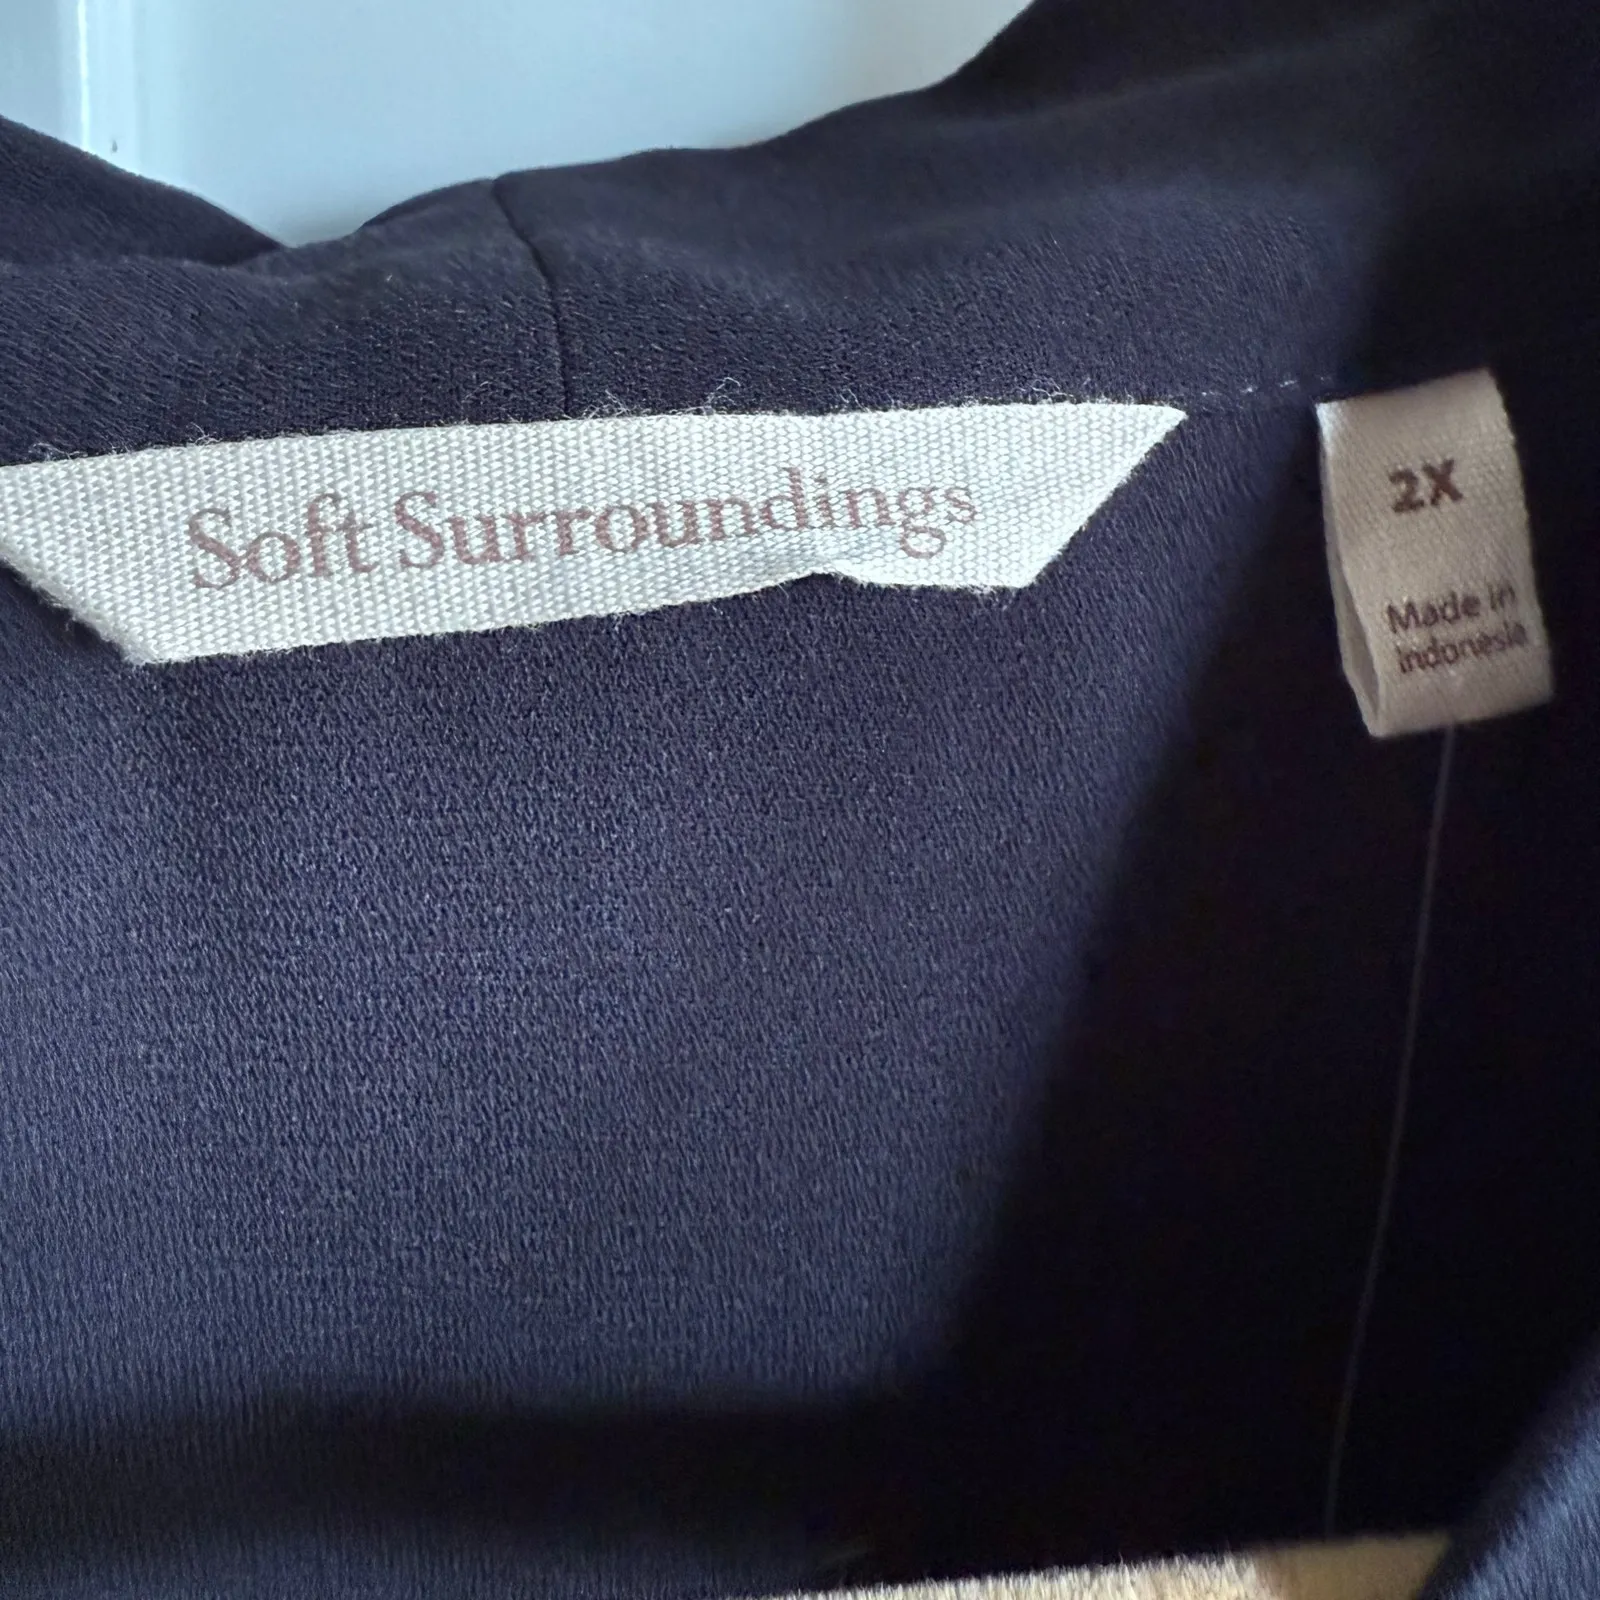 Soft Surroundings
2X
Made in
Indonesia